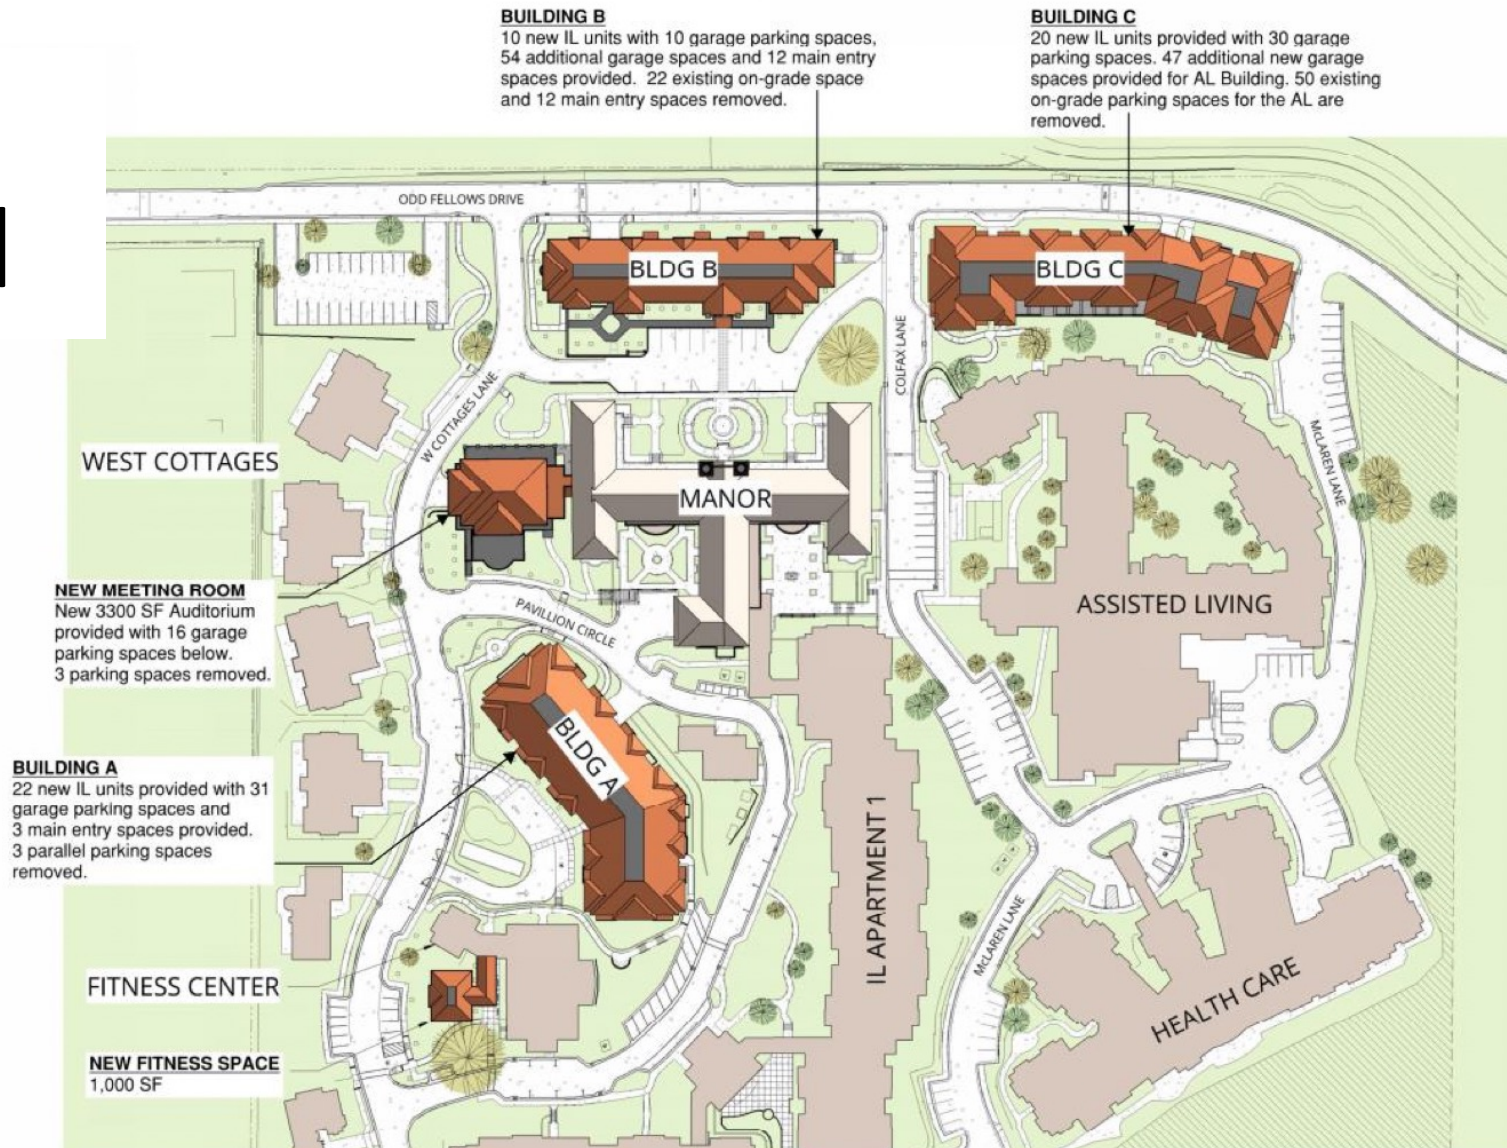 BUILDING B
10 new IL units with 10 garage parking spaces,
54 additional garage spaces and 12 main entry
spaces provided. 22 existing on-grade space
and 12 main entry spaces removed.
BUILDING C
20 new IL units provided with 30 garage
parking spaces. 47 additional new garage
spaces provided for AL Building. 50 existing
on-grade parking spaces for the AL are
removed.
ODD FELLOWS DRIVE
BLDG B
BLDG C
COLFAX LANE
W COTTAGES LANE
McLAREN LANE
WEST COTTAGES
MANOR
NEW MEETING ROOM
New 3300 SF Auditorium
provided with 16 garage
parking spaces below.
3 parking spaces removed.
PAVILLION CIRCLE
ASSISTED LIVING
BUILDING A
22 new IL units provided with 31
garage parking spaces and
3 main entry spaces provided.
3 parallel parking spaces
removed.
BLDG A
IL APARTMENT 1
McLAREN LANE
FITNESS CENTER
HEALTH CARE
NEW FITNESS SPACE
1,000 SF